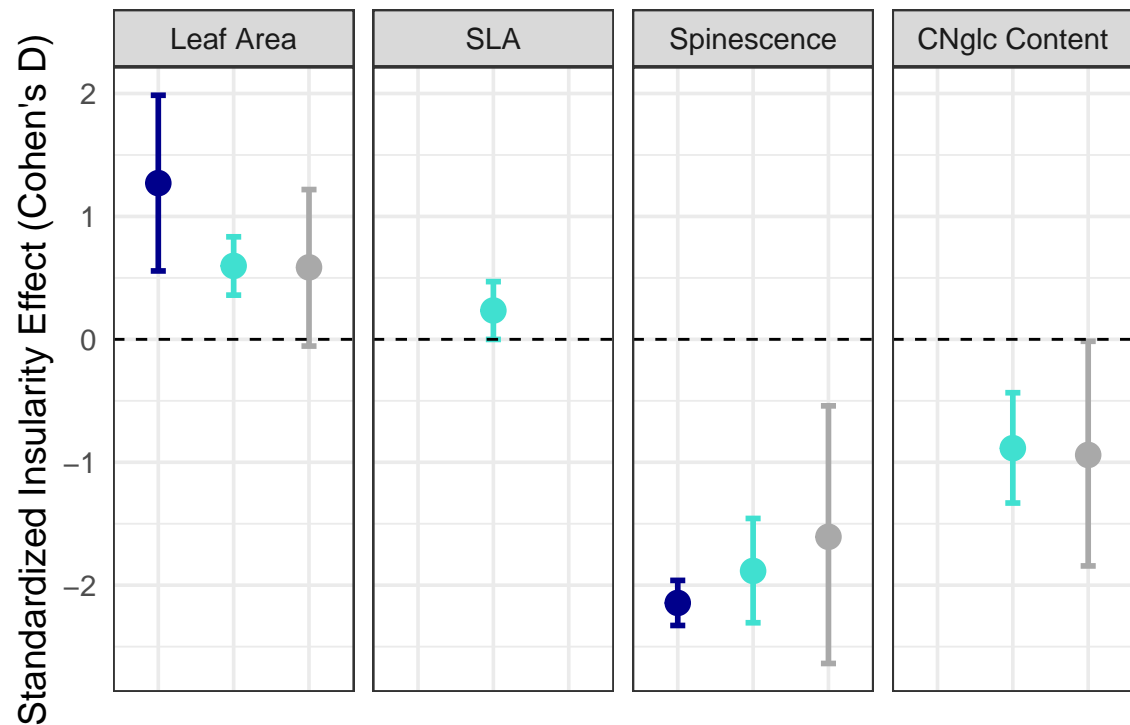 Leaf Area
SLA
Spinescence
CNglc Content
Standardized Insularity Effect (Cohen's D)
2
1
0
−1
−2